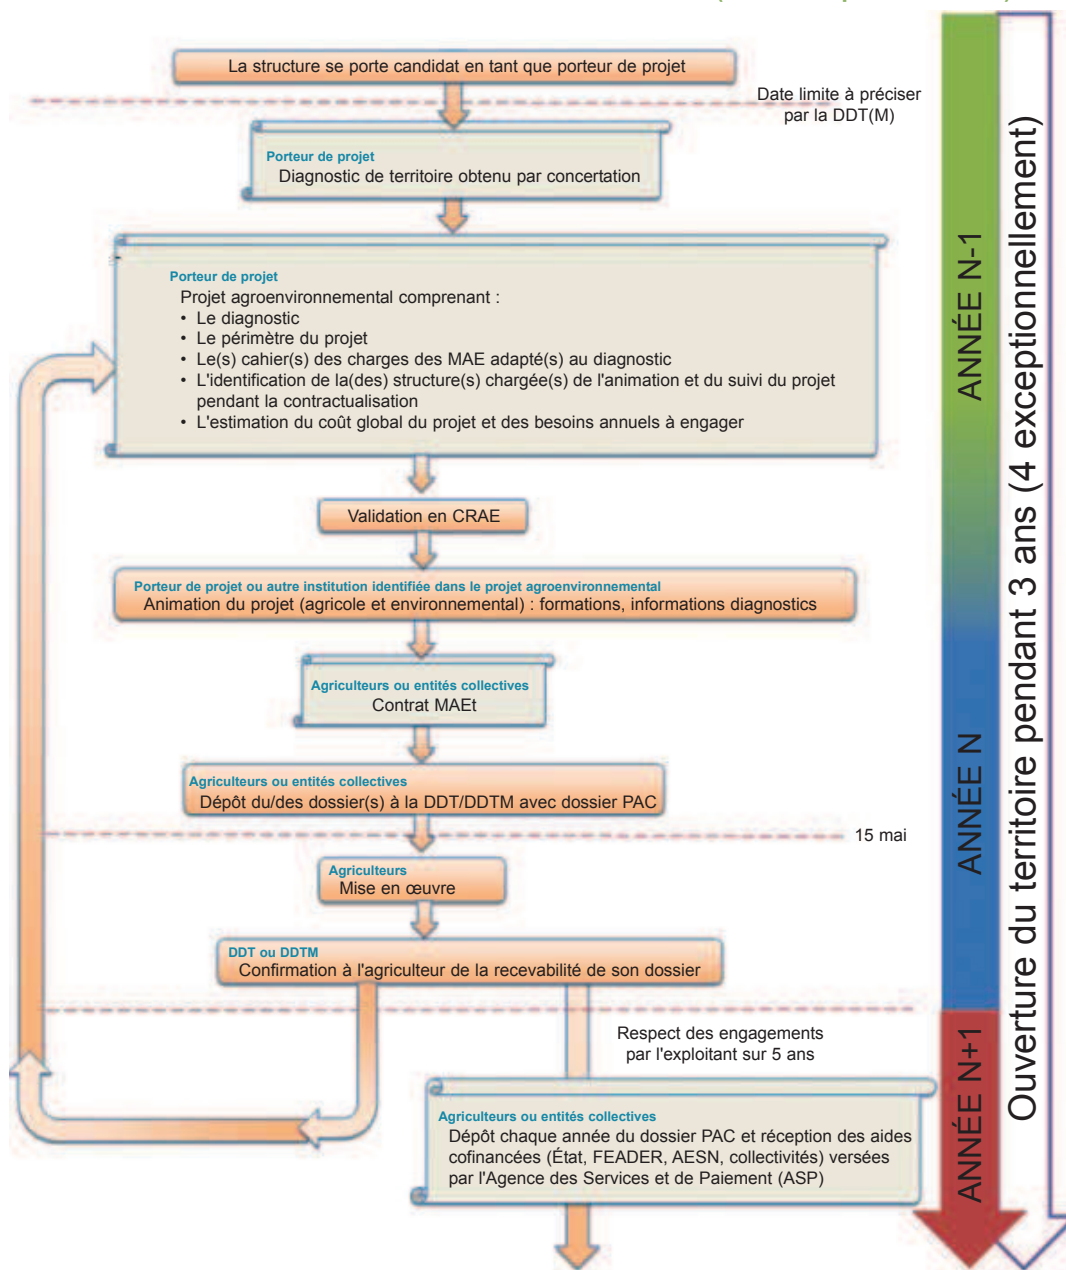 La structure se porte candidat en tant que porteur de projet
Date limite à préciser
par la DDT(M)
Porteur de projet
Diagnostic de territoire obtenu par concertation
Porteur de projet
Projet agroenvironnemental comprenant :
• Le diagnostic
• Le périmètre du projet
• Le(s) cahier(s) des charges des MAE adapté(s) au diagnostic
• L'identification de la(des) structure(s) chargée(s) de l'animation et du suivi du projet
pendant la contractualisation
• L'estimation du coût global du projet et des besoins annuels à engager
Validation en CRAE
Porteur de projet ou autre institution identifiée dans le projet agroenvironnemental
Animation du projet (agricole et environnemental) : formations, informations diagnostics
Agriculteurs ou entités collectives
Contrat MAEt
Agriculteurs ou entités collectives
Dépôt du/des dossier(s) à la DDT/DDTM avec dossier PAC
15 mai
Agriculteurs
Mise en œuvre
DDT ou DDTM
Confirmation à l'agriculteur de la recevabilité de son dossier
Respect des engagements
par l'exploitant sur 5 ans
Agriculteurs ou entités collectives
Dépôt chaque année du dossier PAC et réception des aides
cofinancées (État, FEADER, AESN, collectivités) versées
par l'Agence des Services et de Paiement (ASP)
ANNÉE N-1
ANNÉE N
ANNÉE N+1
Ouverture du territoire pendant 3 ans (4 exceptionnellement)